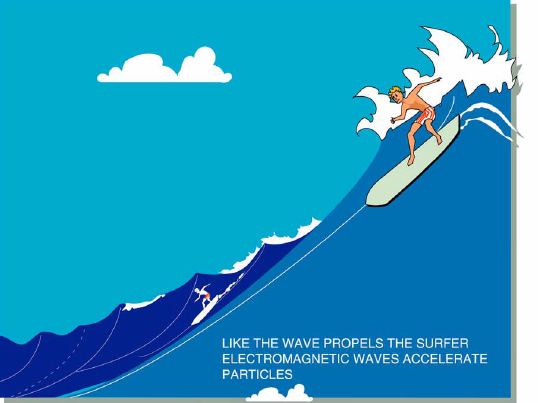 LIKE THE WAVE PROPELS THE SURFER
ELECTROMAGNETIC WAVES ACCELERATE
PARTICLES